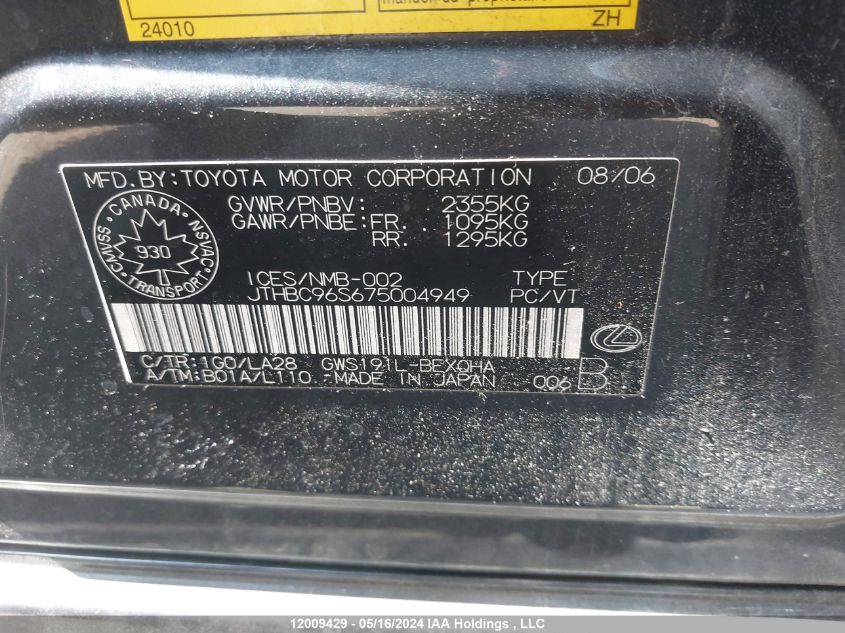 24010 ZH
MFD. BY: TOYOTA MOTOR CORPORATION 08/06
GVWR/PNBV: 2355KG
GAWR/PNBE: FR. 1095KG
RR. 1295KG
CANADA
CMVSS 930 NSVAC
TRANSPORT
ICES/NMB-002 TYPE
JTHBC96S675004949 PC/VT
C/TR: 1G0/LA28 GWS191L-BEXQHA
A/TM: B01A/L110 MADE IN JAPAN 006 B
12009429 - 05/16/2024 IAA Holdings , LLC